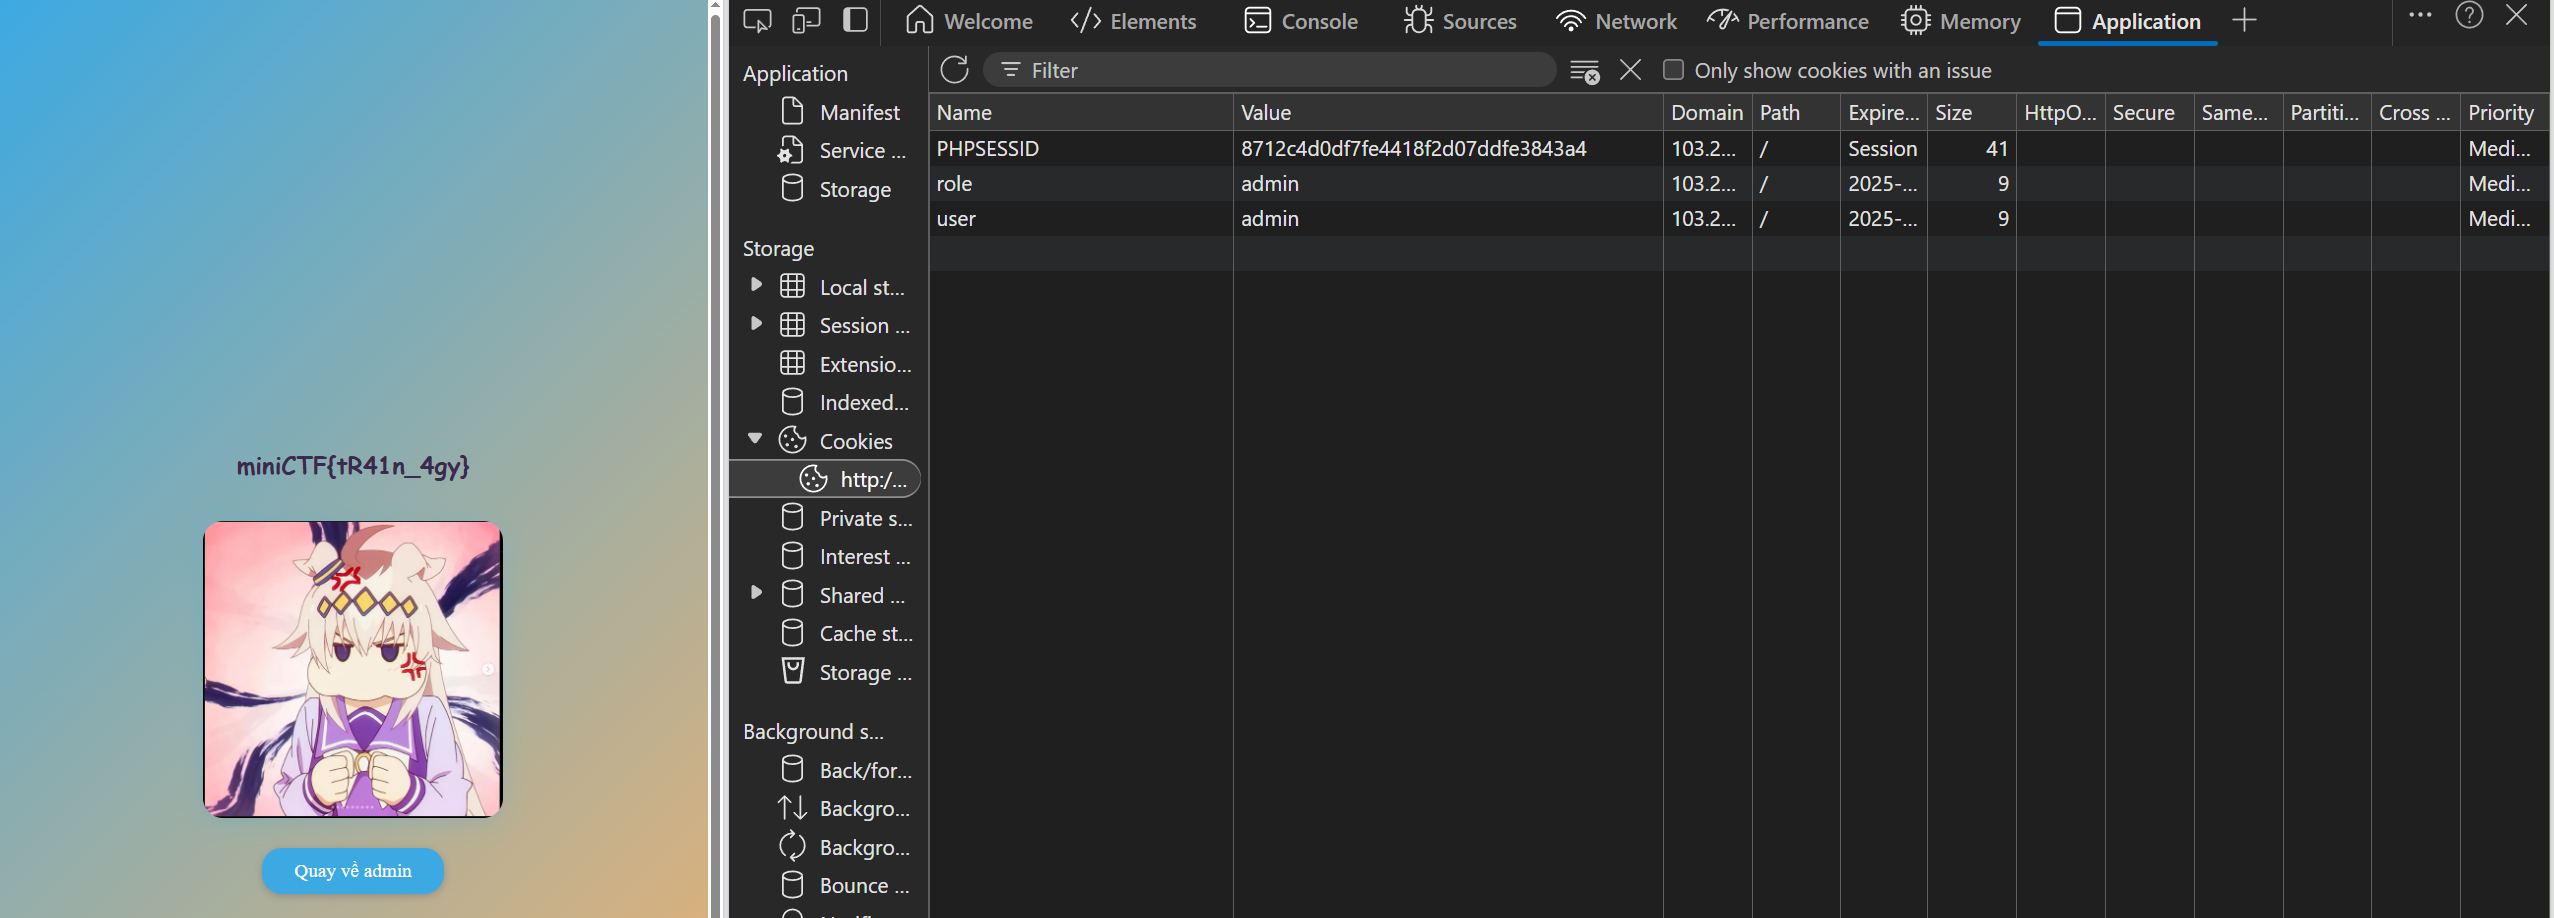 miniCTF{tR41n_4gy}
Quay về admin
Welcome
Elements
Console
Sources
Network
Performance
Memory
Application
Application
Manifest
Service ...
Storage
Storage
Local st...
Session ...
Extensio...
Indexed...
Cookies
http:/...
Private s...
Interest ...
Shared ...
Cache st...
Storage ...
Background s...
Back/for...
Backgro...
Backgro...
Bounce ...
Filter
Only show cookies with an issue
Name Value Domain Path Expire... Size HttpO... Secure Same... Partiti... Cross ... Priority
PHPSESSID 8712c4d0df7fe4418f2d07ddfe3843a4 103.2... / Session 41 Medi...
role admin 103.2... / 2025-... 9 Medi...
user admin 103.2... / 2025-... 9 Medi...